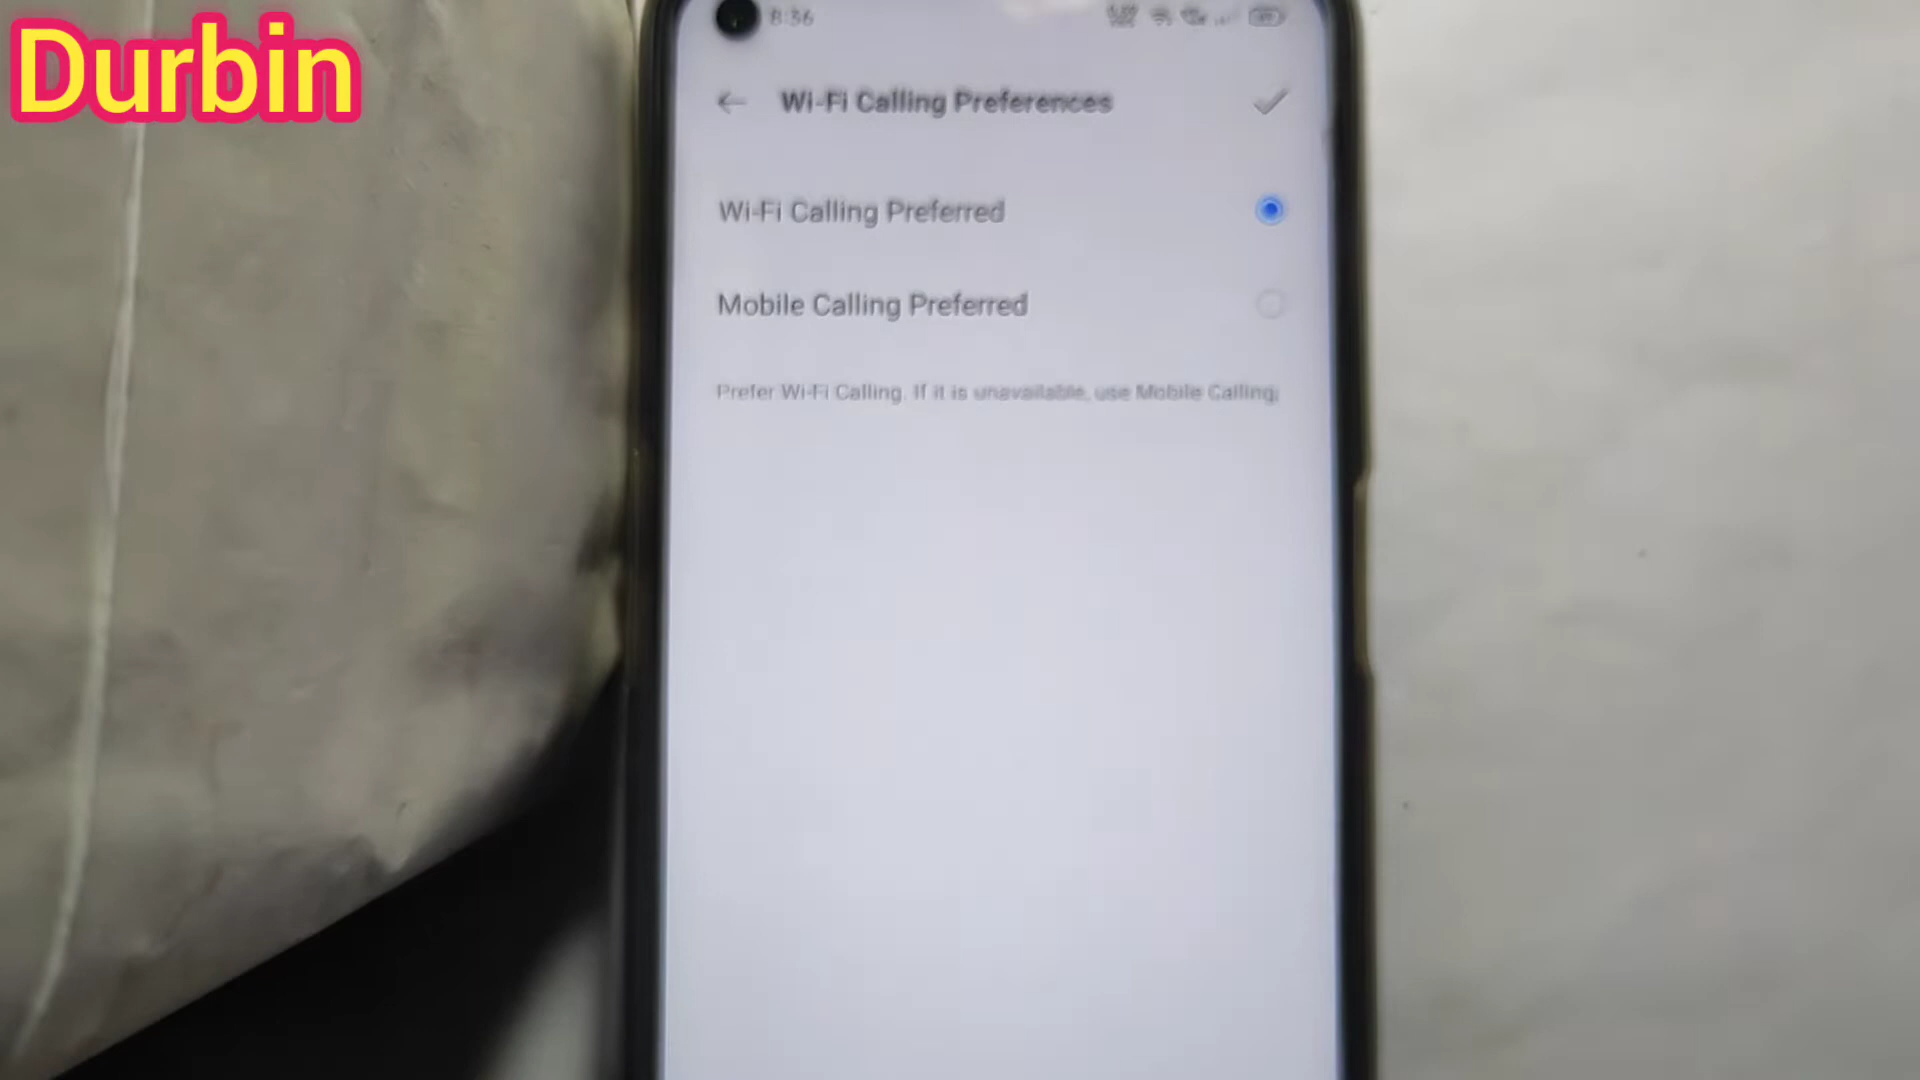 Durbin
8:36
Wi-Fi Calling Preferences
Wi-Fi Calling Preferred
Mobile Calling Preferred
Prefer Wi-Fi Calling. If it is unavailable, use Mobile Calling.